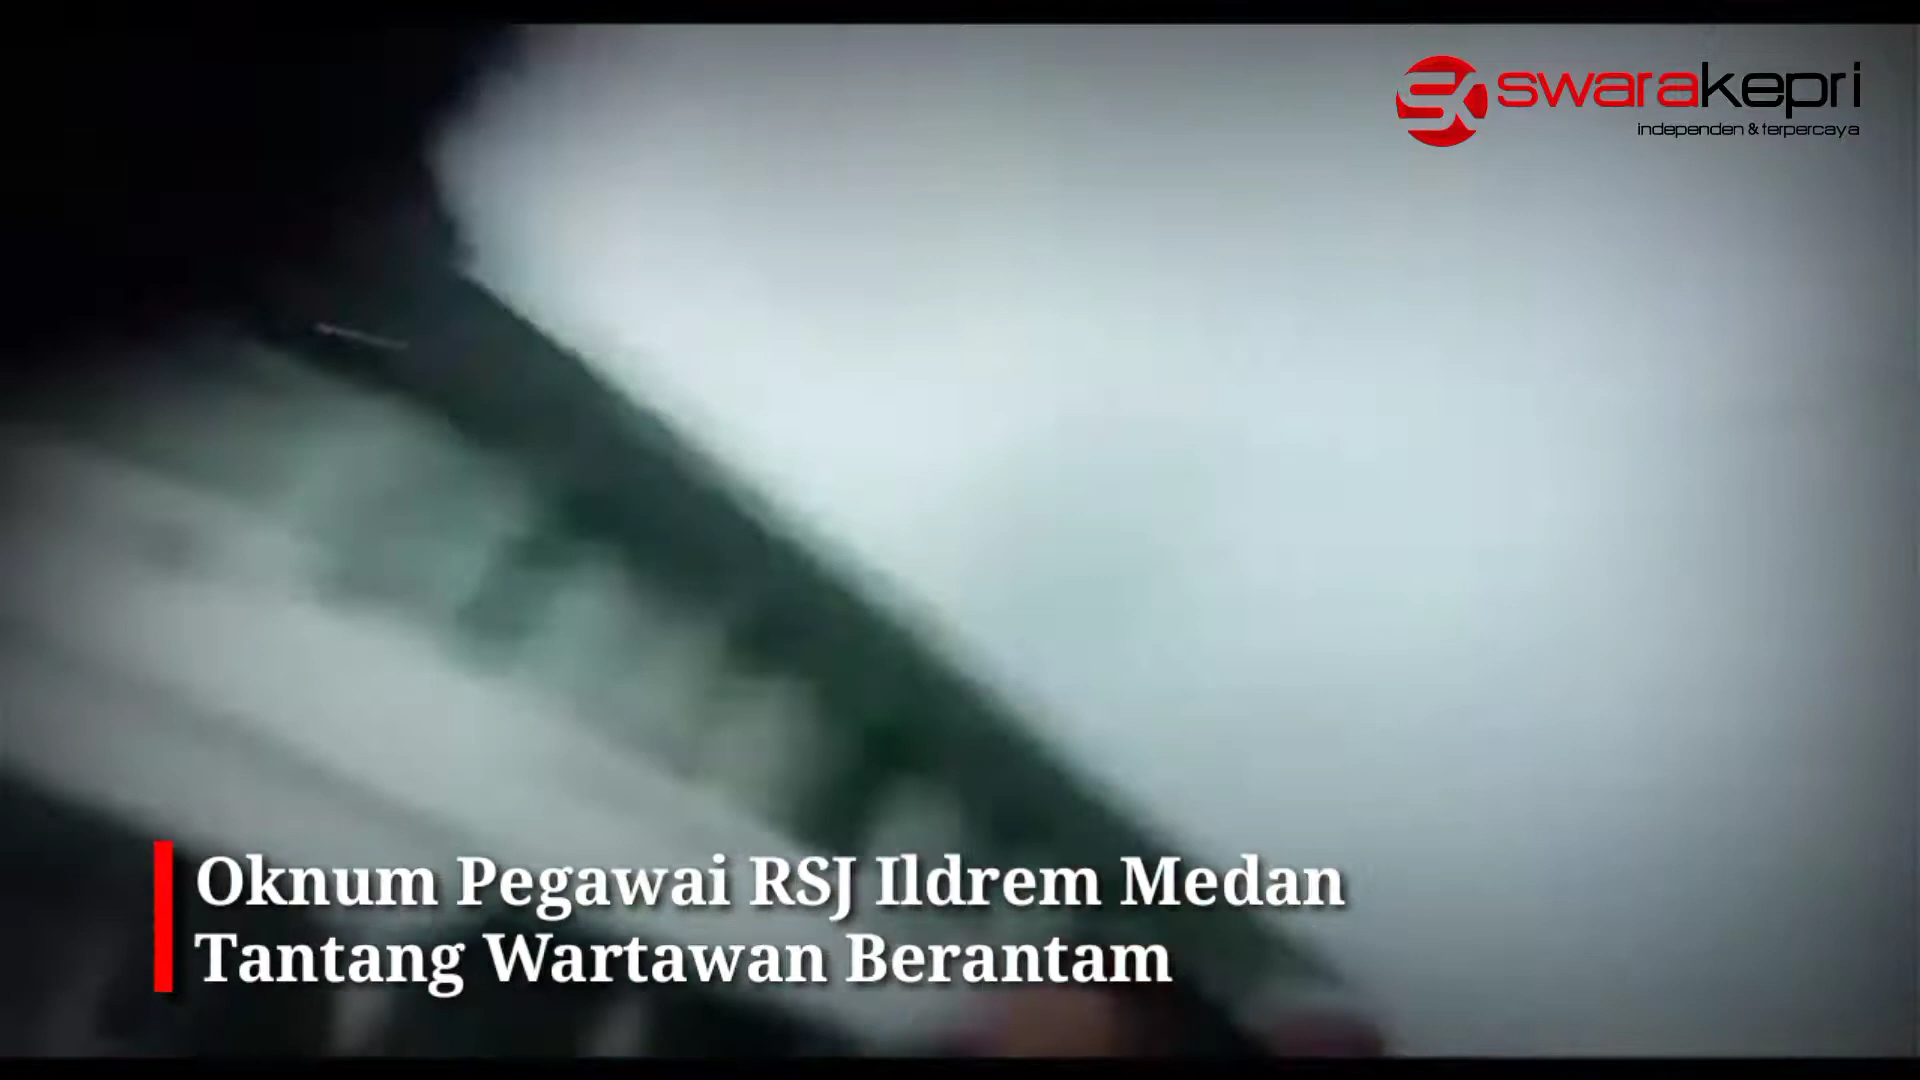 swarakepri
independen & terpercaya
Oknum Pegawai RSJ Ildrem Medan
Tantang Wartawan Berantam